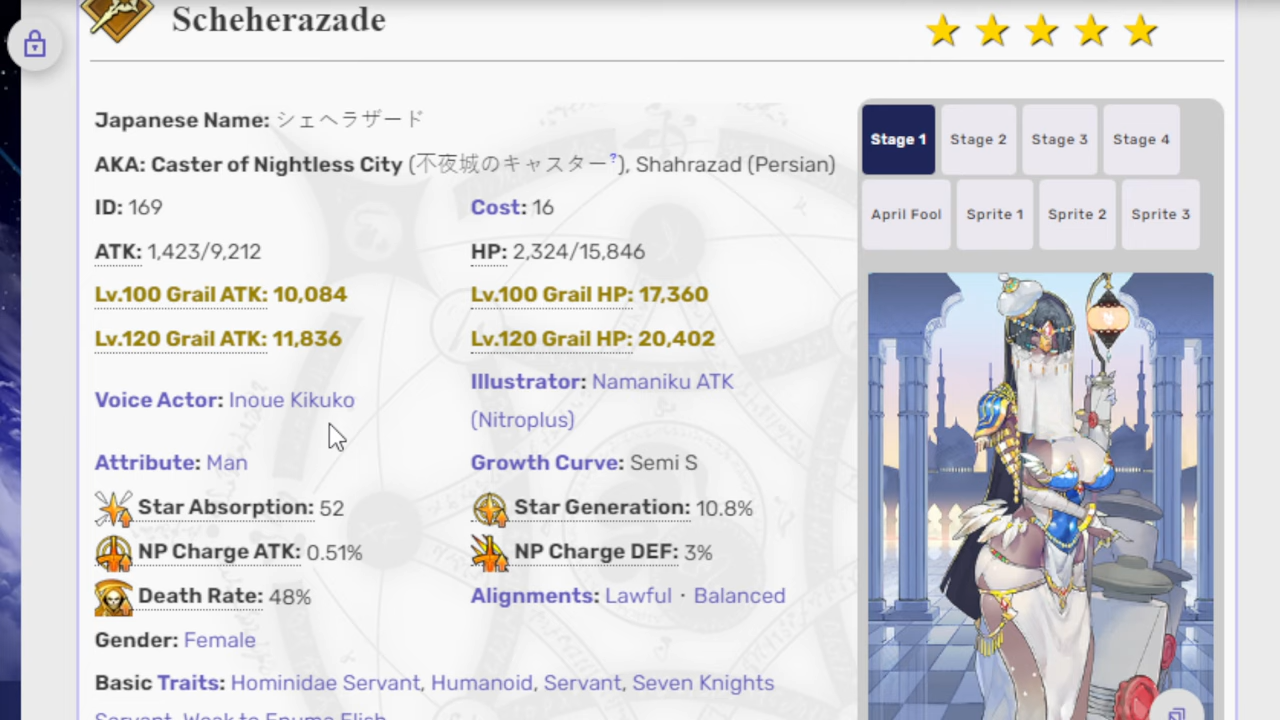 Scheherazade
Japanese Name: シェヘラザード
AKA: Caster of Nightless City (不夜城のキャスター?), Shahrazad (Persian)
ID: 169
Cost: 16
ATK: 1,423/9,212
HP: 2,324/15,846
Lv.100 Grail ATK: 10,084
Lv.100 Grail HP: 17,360
Lv.120 Grail ATK: 11,836
Lv.120 Grail HP: 20,402
Voice Actor: Inoue Kikuko
Illustrator: Namaniku ATK
(Nitroplus)
Attribute: Man
Growth Curve: Semi S
Star Absorption: 52
Star Generation: 10.8%
NP Charge ATK: 0.51%
NP Charge DEF: 3%
Death Rate: 48%
Alignments: Lawful・Balanced
Gender: Female
Basic Traits: Hominidae Servant, Humanoid, Servant, Seven Knights
Servant, Weak to Enuma Elish
Stage 1
Stage 2
Stage 3
Stage 4
April Fool
Sprite 1
Sprite 2
Sprite 3